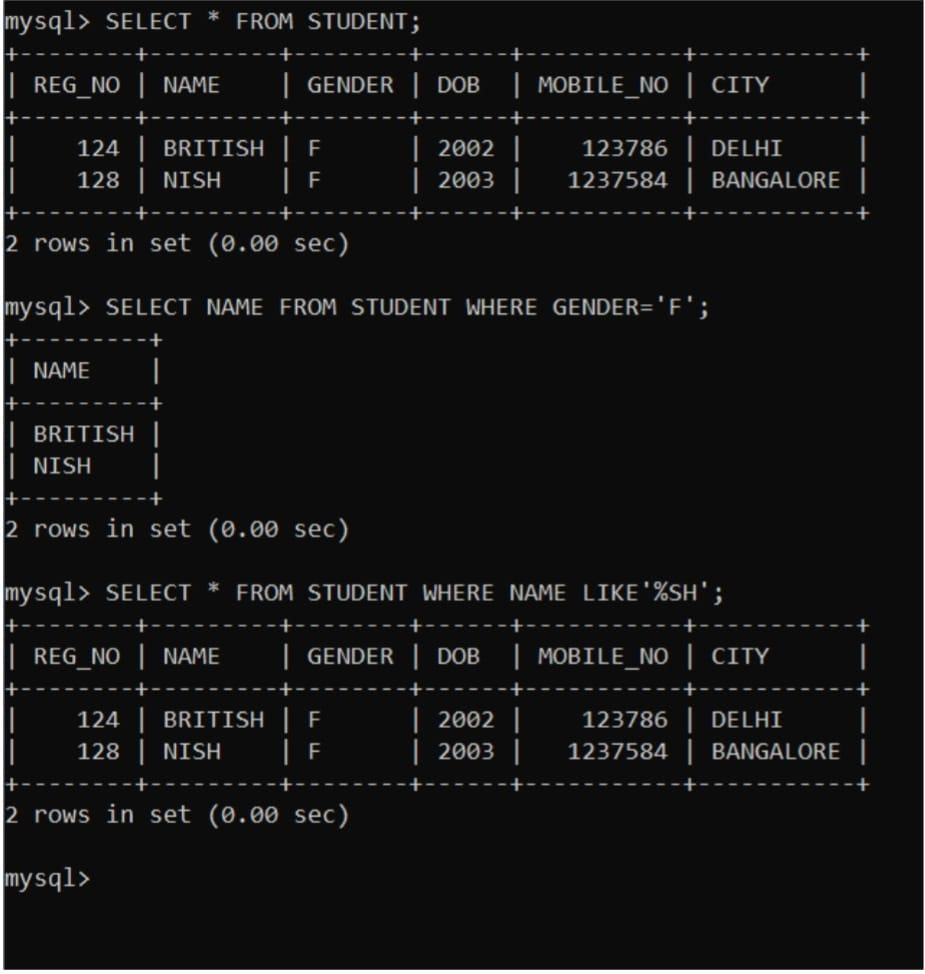 mysql> SELECT * FROM STUDENT;
+--------+---------+--------+------+-----------+-----------+
| REG_NO | NAME    | GENDER | DOB  | MOBILE_NO | CITY      |
+--------+---------+--------+------+-----------+-----------+
|    124 | BRITISH | F      | 2002 |    123786 | DELHI     |
|    128 | NISH    | F      | 2003 |   1237584 | BANGALORE |
+--------+---------+--------+------+-----------+-----------+
2 rows in set (0.00 sec)
mysql> SELECT NAME FROM STUDENT WHERE GENDER='F';
+---------+
| NAME    |
+---------+
| BRITISH |
| NISH    |
+---------+
2 rows in set (0.00 sec)
mysql> SELECT * FROM STUDENT WHERE NAME LIKE'%SH';
+--------+---------+--------+------+-----------+-----------+
| REG_NO | NAME    | GENDER | DOB  | MOBILE_NO | CITY      |
+--------+---------+--------+------+-----------+-----------+
|    124 | BRITISH | F      | 2002 |    123786 | DELHI     |
|    128 | NISH    | F      | 2003 |   1237584 | BANGALORE |
+--------+---------+--------+------+-----------+-----------+
2 rows in set (0.00 sec)
mysql>